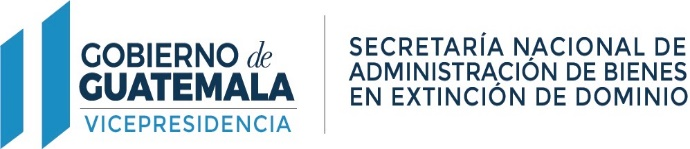 GOBIERNO de
GUATEMALA
VICEPRESIDENCIA
SECRETARÍA NACIONAL DE
ADMINISTRACIÓN DE BIENES
EN EXTINCIÓN DE DOMINIO